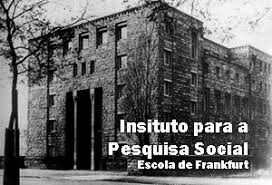 Insituto para a
Pesquisa Social
Escola de Frankfurt